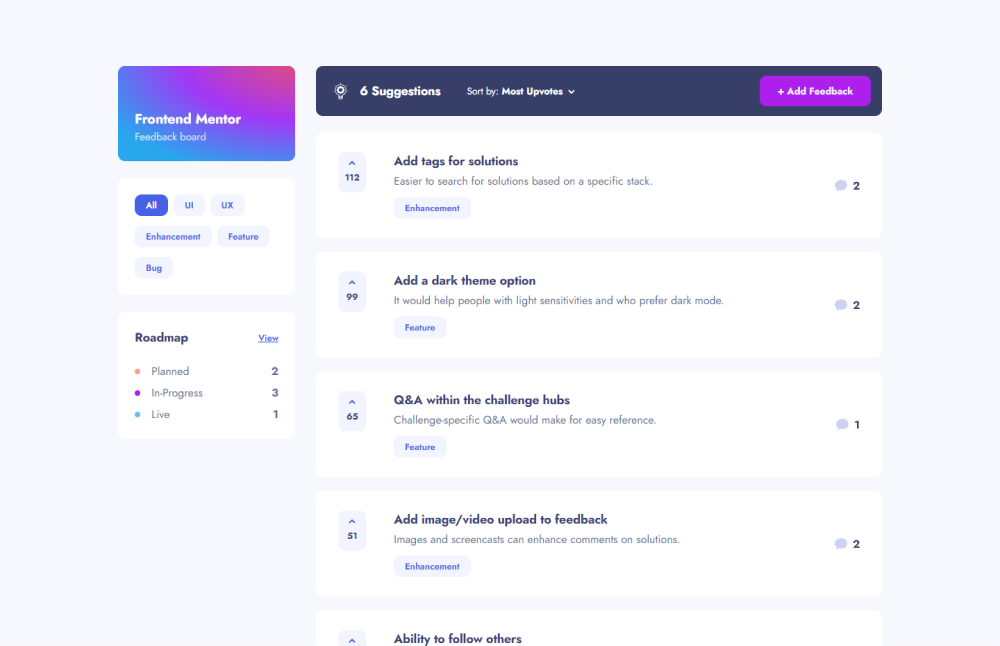 Frontend Mentor
Feedback board
All UI UX
Enhancement Feature
Bug
Roadmap View
Planned 2
In-Progress 3
Live 1
6 Suggestions Sort by: Most Upvotes + Add Feedback
112
Add tags for solutions
Easier to search for solutions based on a specific stack.
Enhancement
2
99
Add a dark theme option
It would help people with light sensitivities and who prefer dark mode.
Feature
2
65
Q&A within the challenge hubs
Challenge-specific Q&A would make for easy reference.
Feature
1
51
Add image/video upload to feedback
Images and screencasts can enhance comments on solutions.
Enhancement
2
Ability to follow others